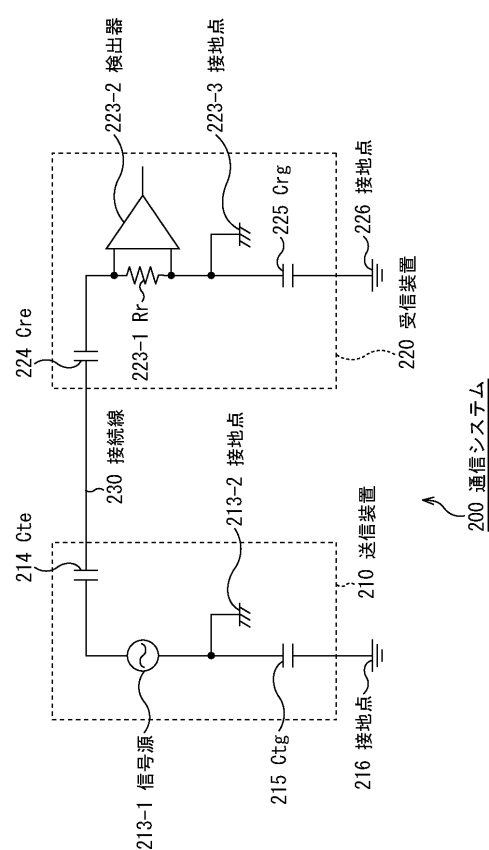 224 Cre
223-1 Rr
223-2 検出器
223-3 接地点
225 Crg
226 接地点
220 受信装置
230 接続線
214 Cte
213-1 信号源
213-2 接地点
215 Ctg
216 接地点
210 送信装置
200 通信システム